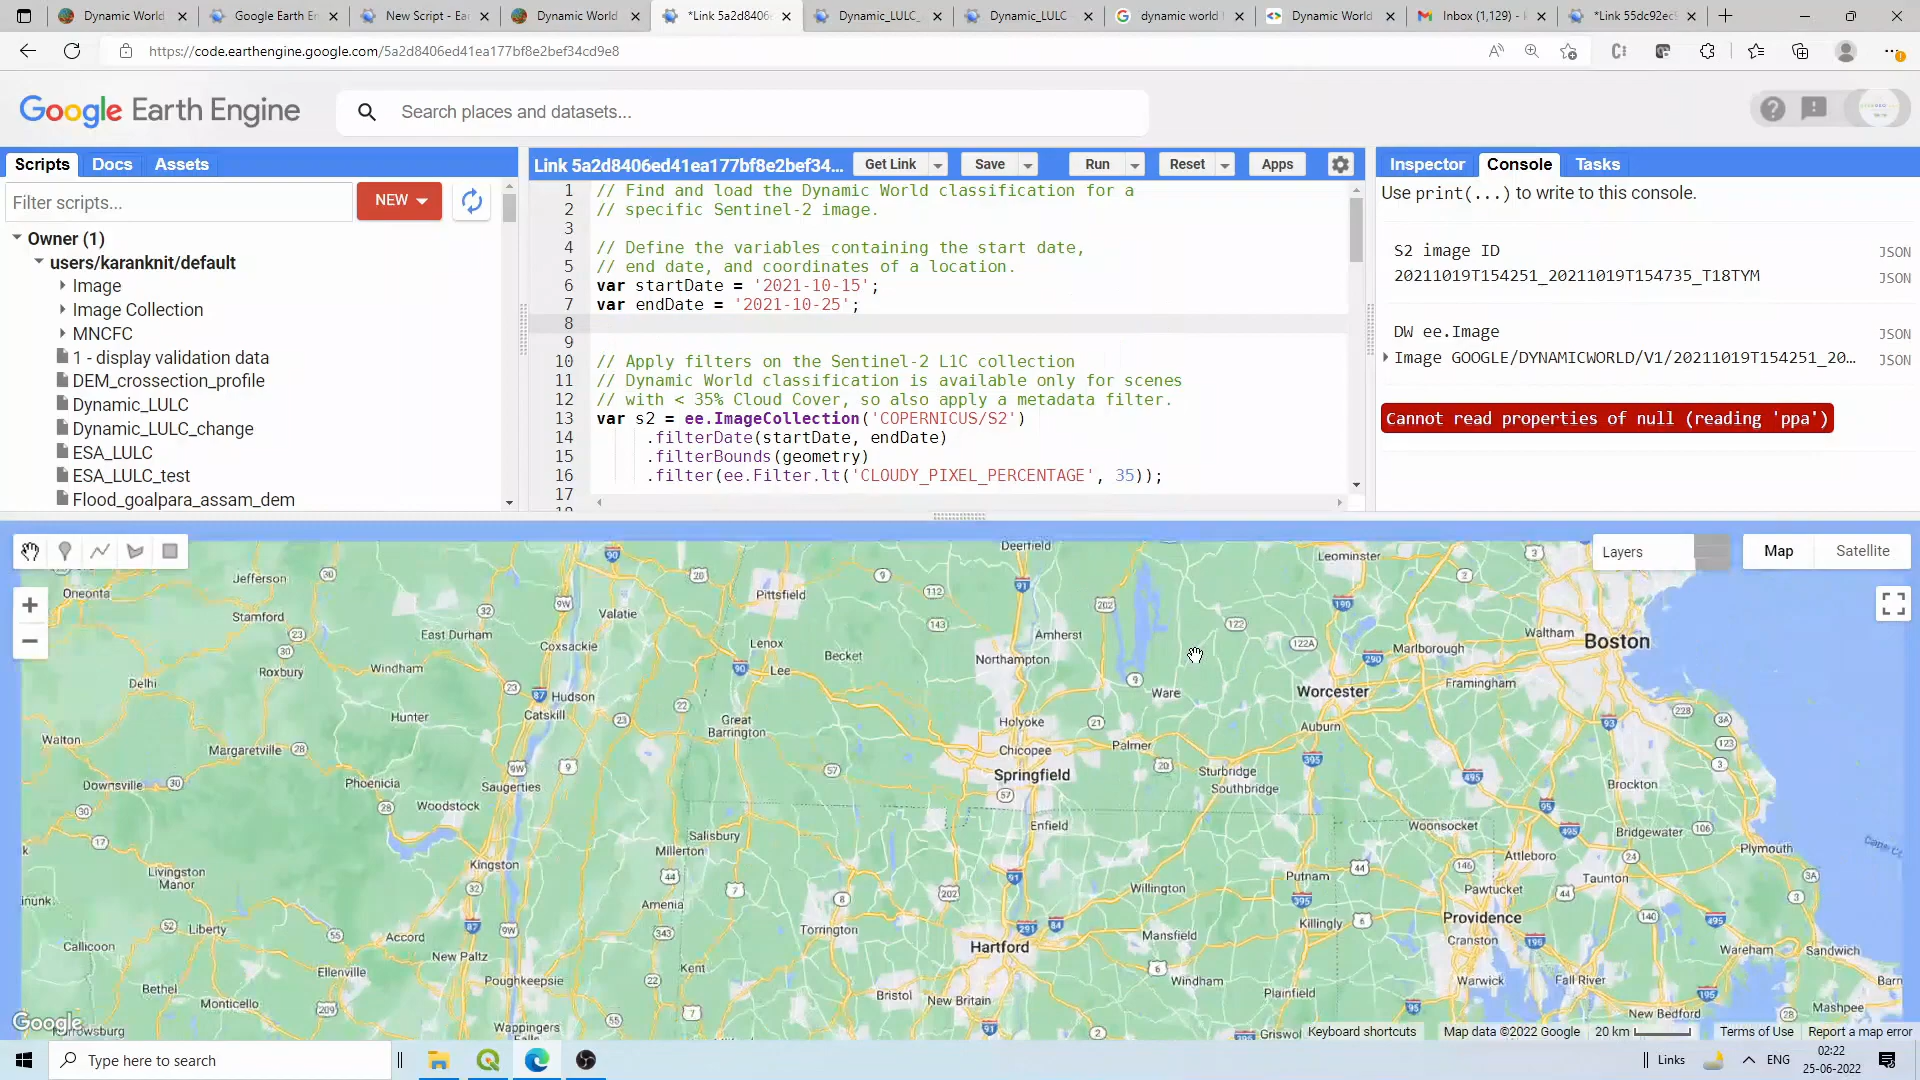 Dynamic World
Google Earth En
New Script - Ear
Dynamic World
*Link 5a2d8406e
Dynamic_LULC_
Dynamic_LULC -
dynamic world
Dynamic World
Inbox (1,129) -
*Link 55dc92ec
https://code.earthengine.google.com/5a2d8406ed41ea177bf8e2bef34cd9e8
Google Earth Engine
Search places and datasets...
Scripts Docs Assets
Link 5a2d8406ed41ea177bf8e2bef34...
Get Link
Save
Run
Reset
Apps
Inspector Console Tasks
Filter scripts...
NEW
Owner (1)
users/karanknit/default
Image
Image Collection
MNCFC
1 - display validation data
DEM_crossection_profile
Dynamic_LULC
Dynamic_LULC_change
ESA_LULC
ESA_LULC_test
Flood_goalpara_assam_dem
1 // Find and load the Dynamic World classification for a
2 // specific Sentinel-2 image.
3
4 // Define the variables containing the start date,
5 // end date, and coordinates of a location.
6 var startDate = '2021-10-15';
7 var endDate = '2021-10-25';
8
9
10 // Apply filters on the Sentinel-2 L1C collection
11 // Dynamic World classification is available only for scenes
12 // with < 35% Cloud Cover, so also apply a metadata filter.
13 var s2 = ee.ImageCollection('COPERNICUS/S2')
14 .filterDate(startDate, endDate)
15 .filterBounds(geometry)
16 .filter(ee.Filter.lt('CLOUDY_PIXEL_PERCENTAGE', 35));
17
Use print(...) to write to this console.
S2 image ID JSON
20211019T154251_20211019T154735_T18TYM JSON
DW ee.Image JSON
Image GOOGLE/DYNAMICWORLD/V1/20211019T154251_20… JSON
Cannot read properties of null (reading 'ppa')
Layers
Map Satellite
+
−
Deerfield
Leominster
Oneonta
Jefferson
Stamford
Pittsfield
Valatie
East Durham
Coxsackie
Roxbury
Windham
Delhi
Hudson
Catskill
Hunter
Lenox
Lee
Becket
Great
Barrington
Amherst
Northampton
Ware
Holyoke
Chicopee
Palmer
Springfield
Sturbridge
Southbridge
Worcester
Auburn
Marlborough
Framingham
Waltham
Boston
Walton
Margaretville
Downsville
Phoenicia
Woodstock
Saugerties
Kingston
Salisbury
Millerton
Enfield
Woonsocket
Bridgewater
Brockton
Plymouth
Attleboro
Taunton
Livingston
Manor
Amenia
Willington
Putnam
Pawtucket
Providence
Cranston
Callicoon
Liberty
Accord
New Paltz
Ellenville
Poughkeepsie
Torrington
Hartford
Mansfield
Killingly
Wareham
Sandwich
Kent
Bristol
New Britain
Windham
Plainfield
Warwick
Fall River
Bethel
Monticello
Wappingers
Griswol
New Bedford
Mashpee
Barn
Google
Keyboard shortcuts
Map data ©2022 Google
20 km
Terms of Use
Report a map error
Type here to search
Links
ENG
02:22
25-06-2022